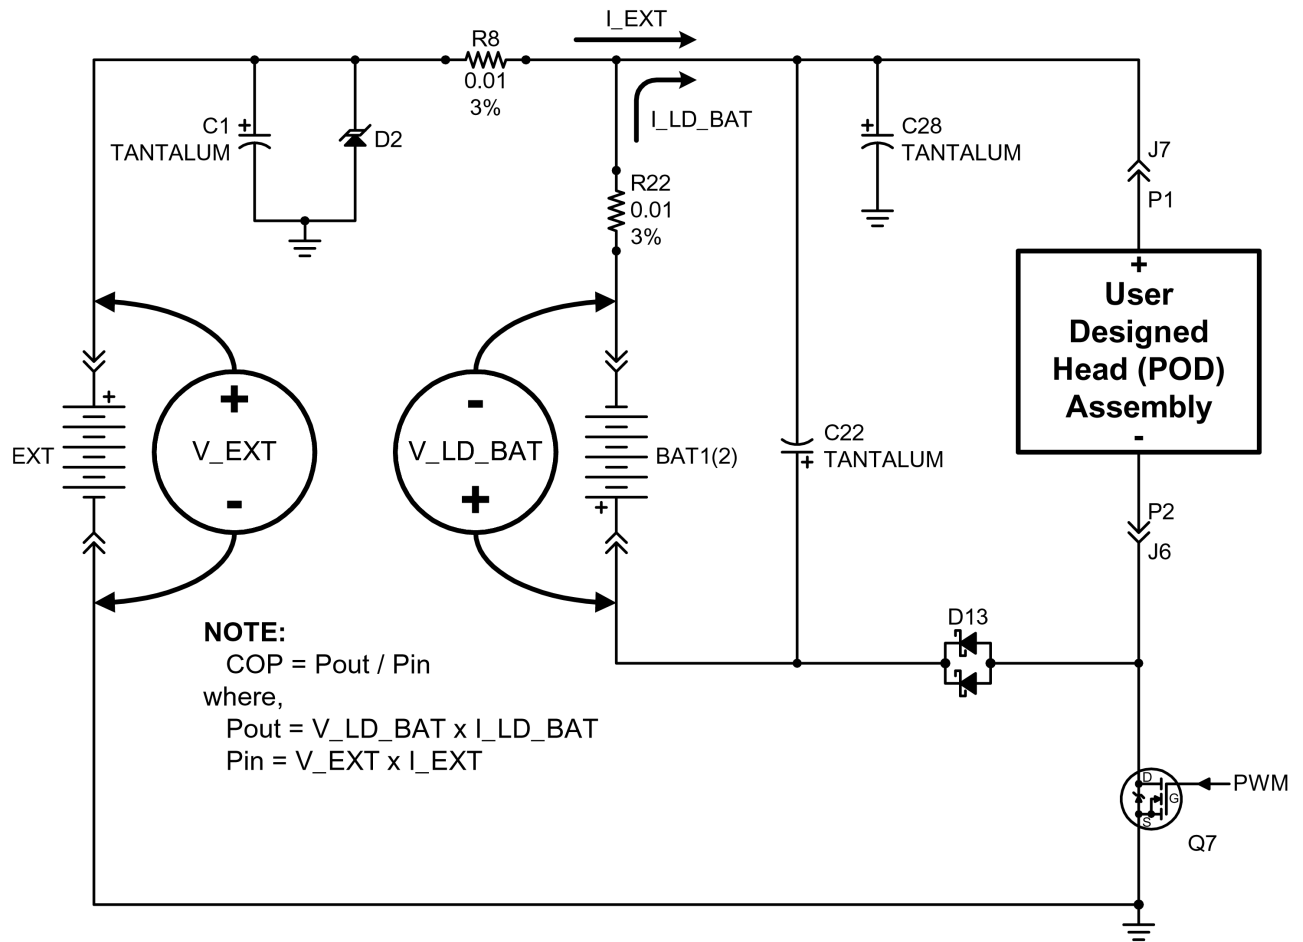 I_EXT
R8
0.01
3%
I_LD_BAT
C1
+
TANTALUM
D2
+
C28
TANTALUM
J7
P1
R22
0.01
3%
+
User
Designed
Head (POD)
Assembly
-
+
EXT
+
V_EXT
-
-
V_LD_BAT
+
BAT1(2)
+
C22
+
TANTALUM
P2
J6
D13
NOTE:
COP = Pout / Pin
where,
Pout = V_LD_BAT x I_LD_BAT
Pin = V_EXT x I_EXT
D
G
S
PWM
Q7